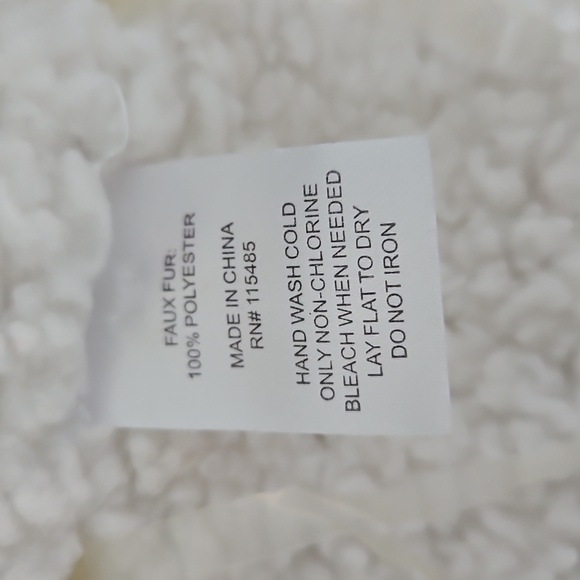 FAUX FUR:
100% POLYESTER
MADE IN CHINA
RN# 115485
HAND WASH COLD
ONLY NON-CHLORINE
BLEACH WHEN NEEDED
LAY FLAT TO DRY
DO NOT IRON